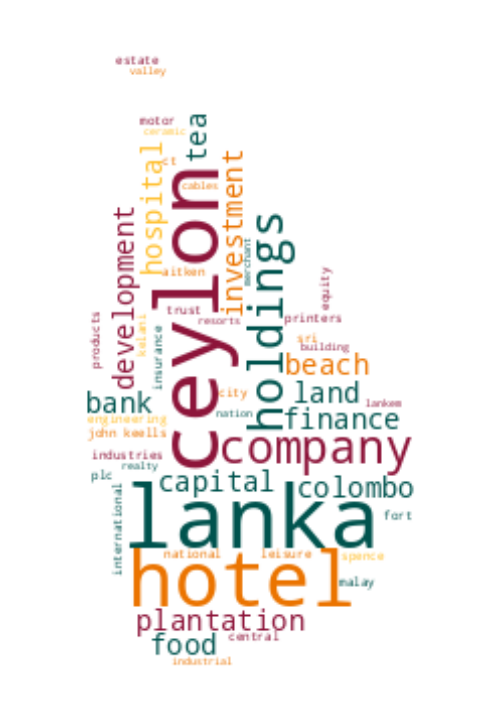 estate
valley
motor
ceramic
tea
hospital
ct
cables
ceylon
investment
development
holdings
merchant
aitken
equity
trust
resorts
printers
products
kelani
insurance
sri
building
beach
city
land
bank
nation
lankem
finance
engineering
john keells
company
industries
realty
plc
capital
colombo
international
lanka
fort
national
leisure
spence
hotel
malay
plantation
food
central
industrial